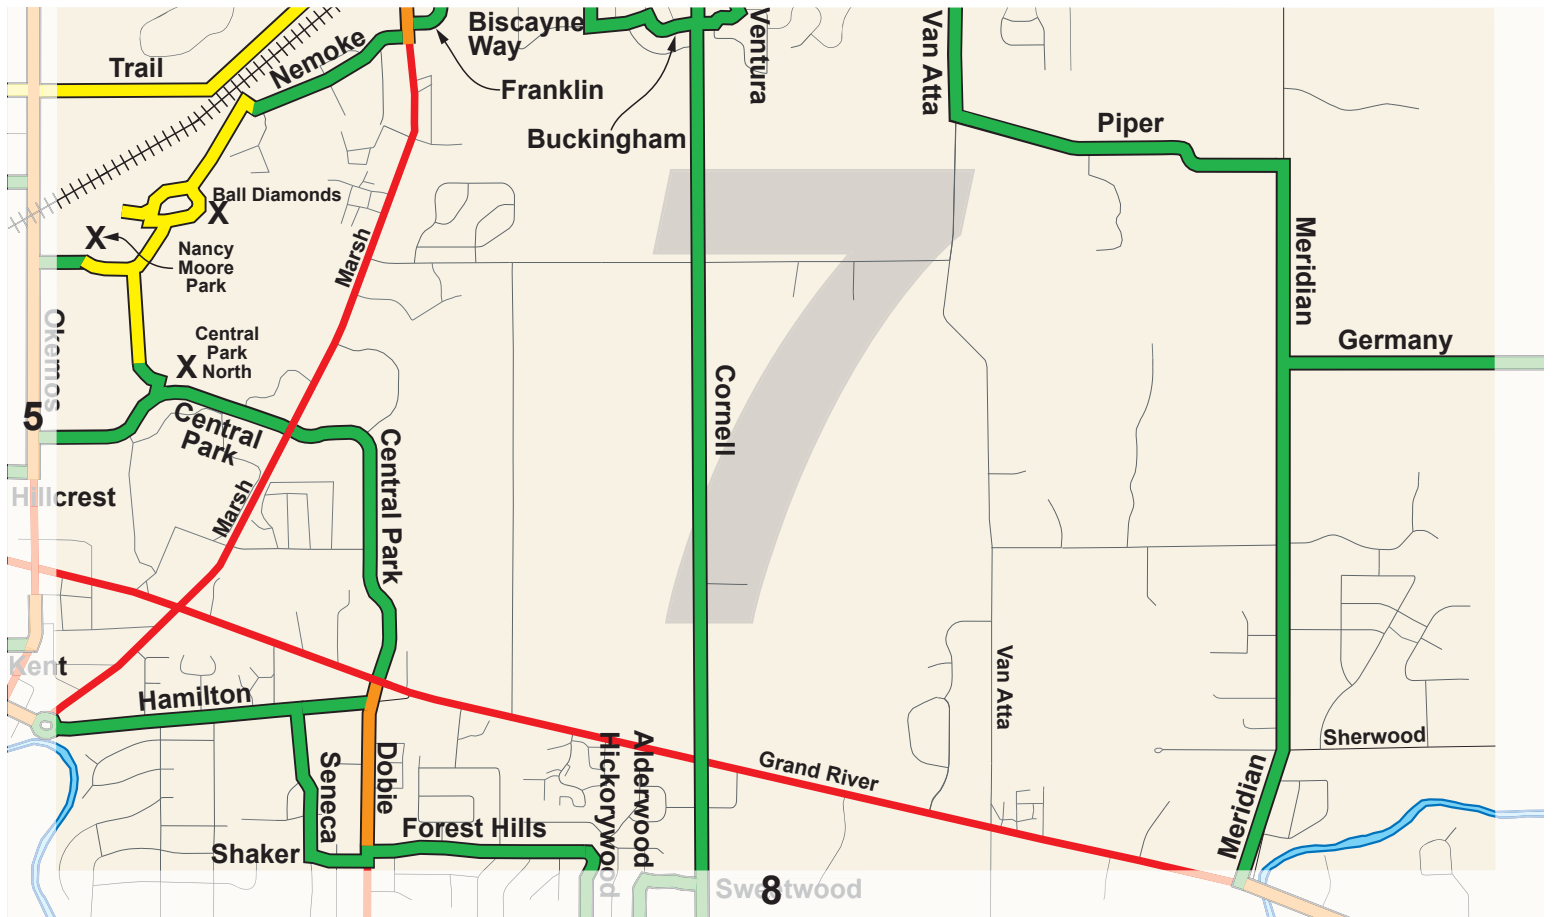 Biscayne
Way
Ventura
Van Atta
Trail
Nemoke
Franklin
Buckingham
Piper
Ball Diamonds
X
X
Nancy
Moore
Park
Marsh
7
Meridian
Okemos
Central
Park
North
X
Germany
5
Central
Park
Central Park
Cornell
Hillcrest
Marsh
Kent
Hamilton
Van Atta
Sherwood
Seneca
Dobie
Hickorywood
Alderwood
Grand River
Meridian
Forest Hills
Shaker
Sweetwood
8